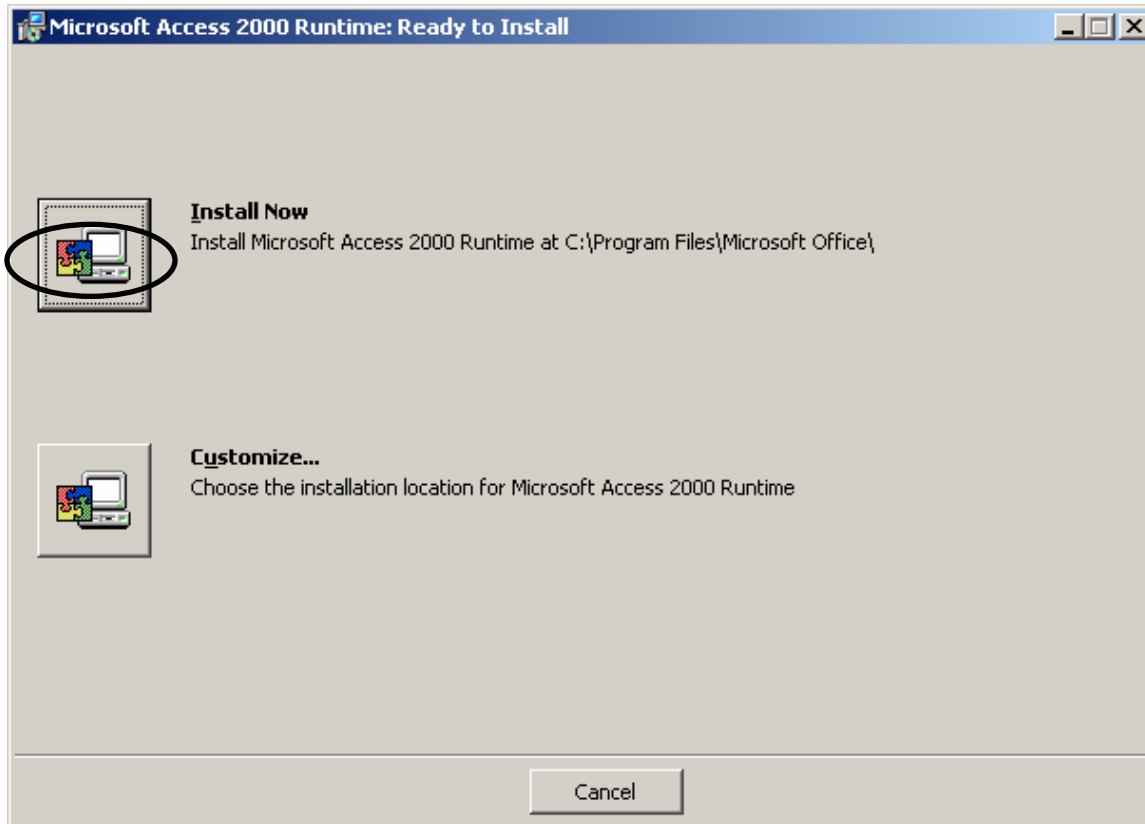 Microsoft Access 2000 Runtime: Ready to Install
Install Now
Install Microsoft Access 2000 Runtime at C:\Program Files\Microsoft Office\
Customize...
Choose the installation location for Microsoft Access 2000 Runtime
Cancel